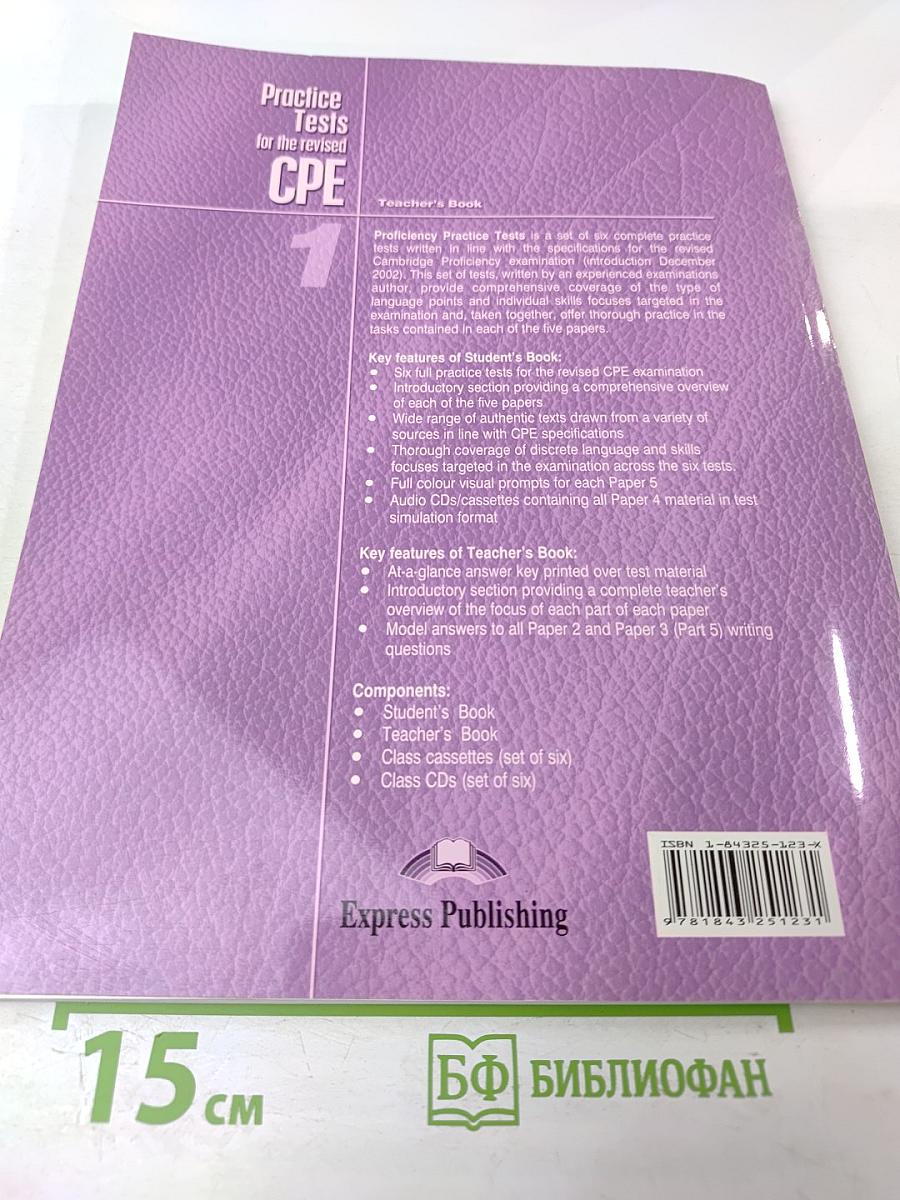 Practice
Tests
for the revised
CPE
1
Teacher's Book
Proficiency Practice Tests is a set of six complete practice
tests written in line with the specifications for the revised
Cambridge Proficiency examination (introduction December
2002). This set of tests, written by an experienced examinations
author, provide comprehensive coverage of the type of
language points and individual skills focuses targeted in the
examination and, taken together, offer thorough practice in the
tasks contained in each of the five papers.
Key features of Student's Book:
• Six full practice tests for the revised CPE examination
• Introductory section providing a comprehensive overview
of each of the five papers
• Wide range of authentic texts drawn from a variety of
sources in line with CPE specifications
• Thorough coverage of discrete language and skills
focuses targeted in the examination across the six tests.
• Full colour visual prompts for each Paper 5
• Audio CDs/cassettes containing all Paper 4 material in test
simulation format
Key features of Teacher's Book:
• At-a-glance answer key printed over test material
• Introductory section providing a complete teacher's
overview of the focus of each part of each paper
• Model answers to all Paper 2 and Paper 3 (Part 5) writing
questions
Components:
• Student's Book
• Teacher's Book
• Class cassettes (set of six)
• Class CDs (set of six)
Express Publishing
ISBN 1-84325-123-X
9 781843 251231
15 см
БФ БИБЛИОФАН